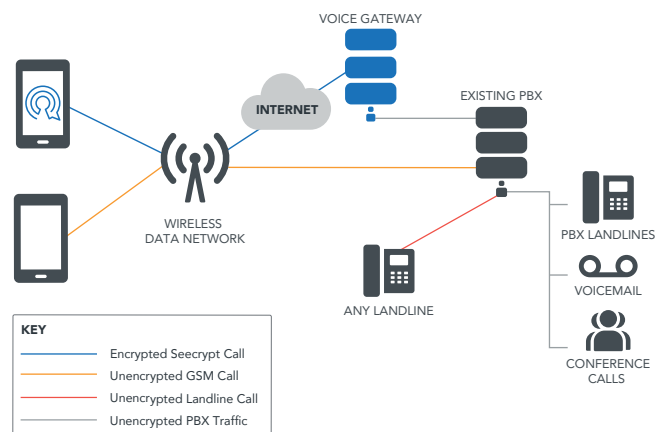 VOICE GATEWAY
EXISTING PBX
INTERNET
WIRELESS
DATA NETWORK
PBX LANDLINES
ANY LANDLINE
VOICEMAIL
CONFERENCE
CALLS
KEY
Encrypted Seecrypt Call
Unencrypted GSM Call
Unencrypted Landline Call
Unencrypted PBX Traffic